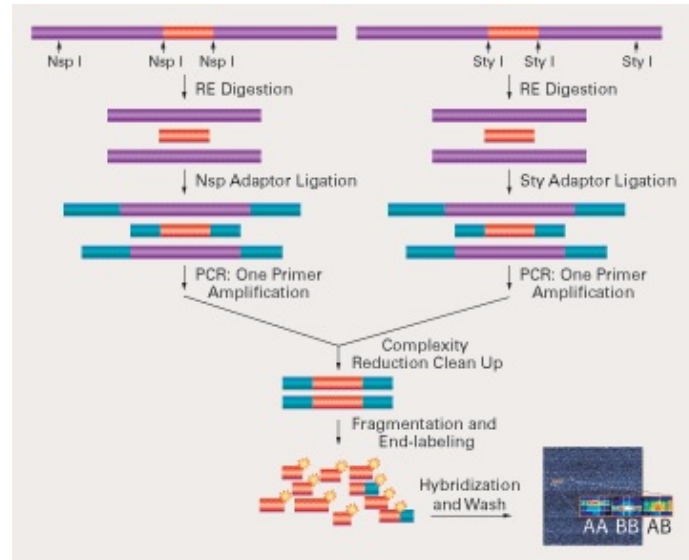 Nsp I Nsp I Nsp I
Sty I Sty I Sty I
RE Digestion
RE Digestion
Nsp Adaptor Ligation
Sty Adaptor Ligation
PCR: One Primer
Amplification
PCR: One Primer
Amplification
Complexity
Reduction Clean Up
Fragmentation and
End-labeling
Hybridization
and Wash
AA BB AB